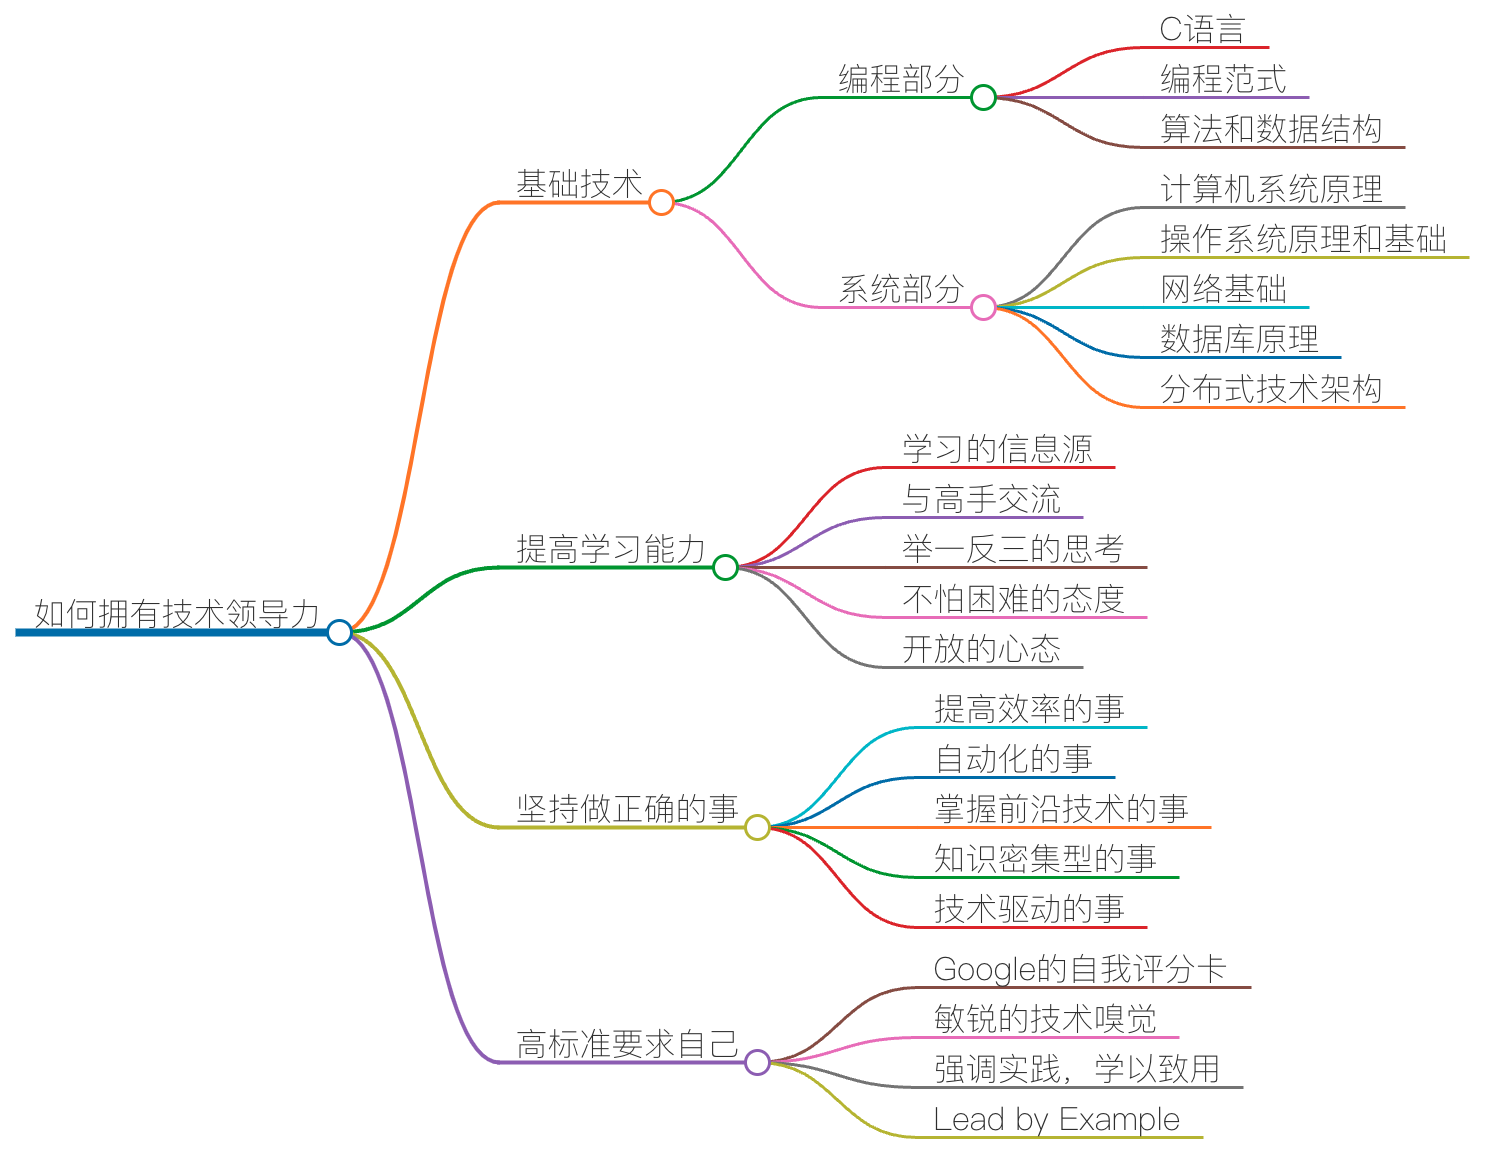 如何拥有技术领导力
基础技术
编程部分
C语言
编程范式
算法和数据结构
系统部分
计算机系统原理
操作系统原理和基础
网络基础
数据库原理
分布式技术架构
提高学习能力
学习的信息源
与高手交流
举一反三的思考
不怕困难的态度
开放的心态
坚持做正确的事
提高效率的事
自动化的事
掌握前沿技术的事
知识密集型的事
技术驱动的事
高标准要求自己
Google的自我评分卡
敏锐的技术嗅觉
强调实践，学以致用
Lead by Example